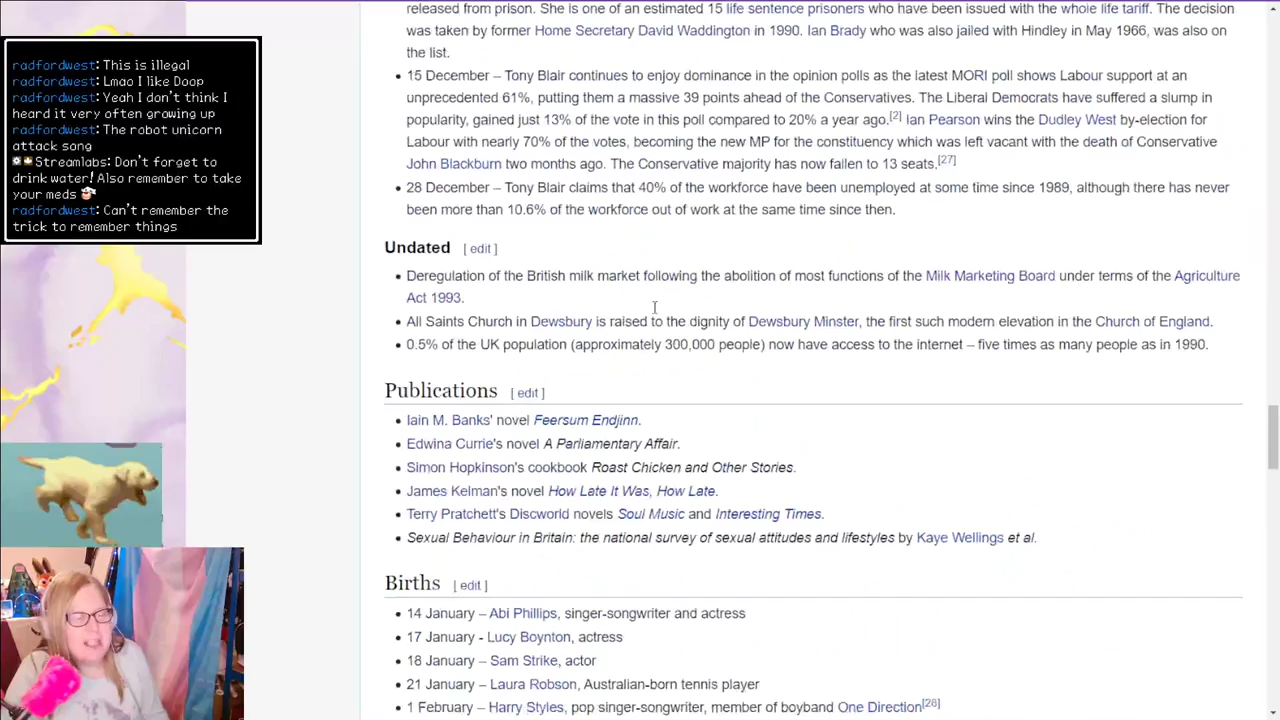 radfordwest: This is illegal
radfordwest: Lmao I like Doop
radfordwest: Yeah I don't think I
heard it very often growing up
radfordwest: The robot unicorn
attack song
Streamlabs: Don't forget to
drink water! Also remember to take
your meds
radfordwest: Can't remember the
trick to remember things
released from prison. She is one of an estimated 15 life sentence prisoners who have been issued with the whole life tariff. The decision
was taken by former Home Secretary David Waddington in 1990. Ian Brady who was also jailed with Hindley in May 1966, was also on
the list.
• 15 December – Tony Blair continues to enjoy dominance in the opinion polls as the latest MORI poll shows Labour support at an
unprecedented 61%, putting them a massive 39 points ahead of the Conservatives. The Liberal Democrats have suffered a slump in
popularity, gained just 13% of the vote in this poll compared to 20% a year ago.[2] Ian Pearson wins the Dudley West by-election for
Labour with nearly 70% of the votes, becoming the new MP for the constituency which was left vacant with the death of Conservative
John Blackburn two months ago. The Conservative majority has now fallen to 13 seats.[27]
• 28 December – Tony Blair claims that 40% of the workforce have been unemployed at some time since 1989, although there has never
been more than 10.6% of the workforce out of work at the same time since then.
Undated [ edit ]
• Deregulation of the British milk market following the abolition of most functions of the Milk Marketing Board under terms of the Agriculture
Act 1993.
• All Saints Church in Dewsbury is raised to the dignity of Dewsbury Minster, the first such modern elevation in the Church of England.
• 0.5% of the UK population (approximately 300,000 people) now have access to the internet – five times as many people as in 1990.
Publications [ edit ]
• Iain M. Banks' novel Feersum Endjinn.
• Edwina Currie's novel A Parliamentary Affair.
• Simon Hopkinson's cookbook Roast Chicken and Other Stories.
• James Kelman's novel How Late It Was, How Late.
• Terry Pratchett's Discworld novels Soul Music and Interesting Times.
• Sexual Behaviour in Britain: the national survey of sexual attitudes and lifestyles by Kaye Wellings et al.
Births [ edit ]
• 14 January – Abi Phillips, singer-songwriter and actress
• 17 January - Lucy Boynton, actress
• 18 January – Sam Strike, actor
• 21 January – Laura Robson, Australian-born tennis player
• 1 February – Harry Styles, pop singer-songwriter, member of boyband One Direction[28]